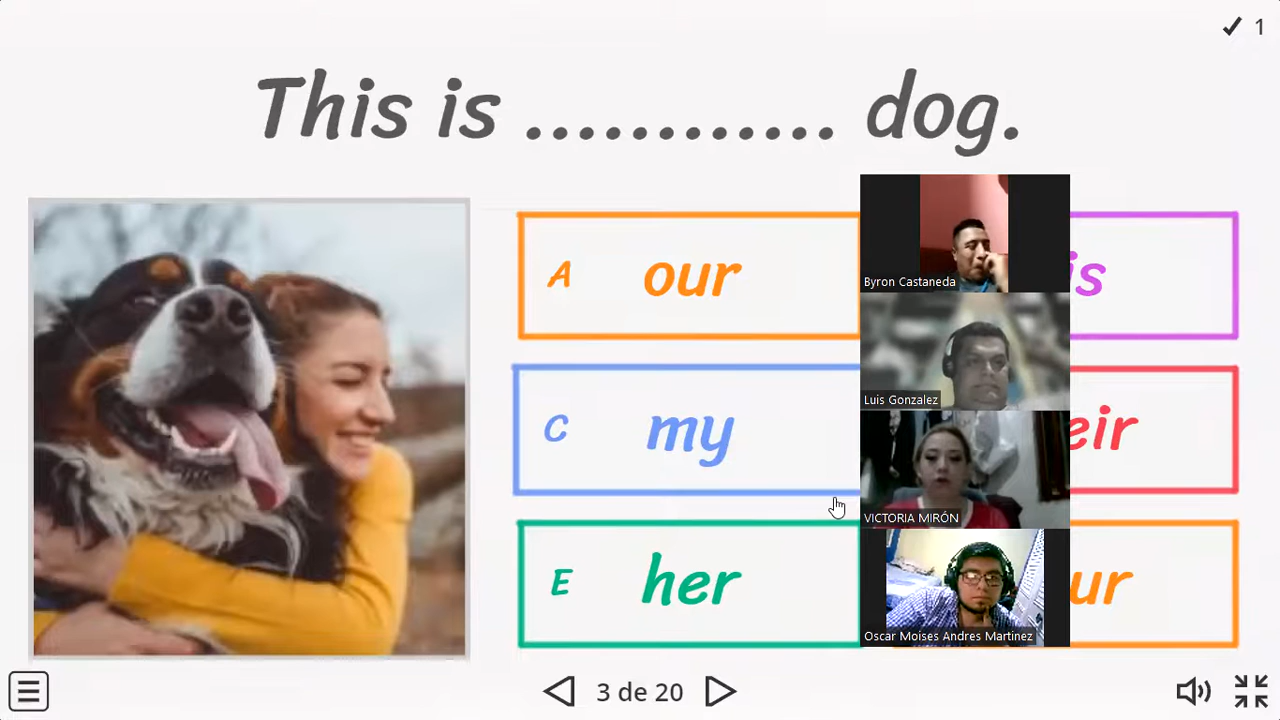 ✓ 1
This is ............ dog.
A our
is
C my
eir
E her
ur
Byron Castaneda
Luis Gonzalez
VICTORIA MIRÓN
Oscar Moises Andres Martinez
3 de 20